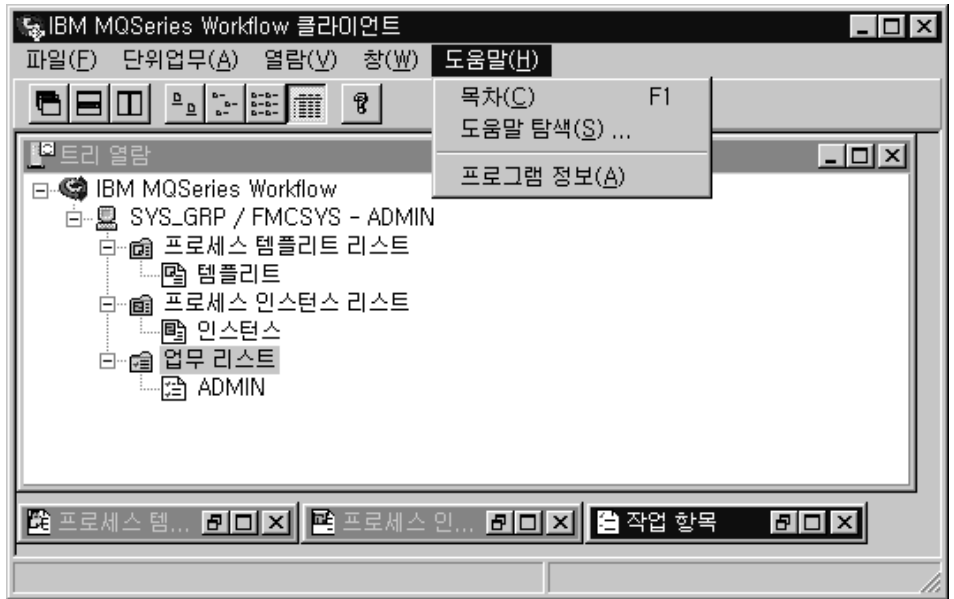 IBM MQSeries Workflow 클라이언트
파일(F) 단위업무(A) 열람(V) 창(W) 도움말(H)
목차(C) F1
도움말 탐색(S) ...
프로그램 정보(A)
트리 열람
IBM MQSeries Workflow
SYS_GRP / FMCSYS - ADMIN
프로세스 템플리트 리스트
템플리트
프로세스 인스턴스 리스트
인스턴스
업무 리스트
ADMIN
프로세스 템... 프로세스 인... 작업 항목